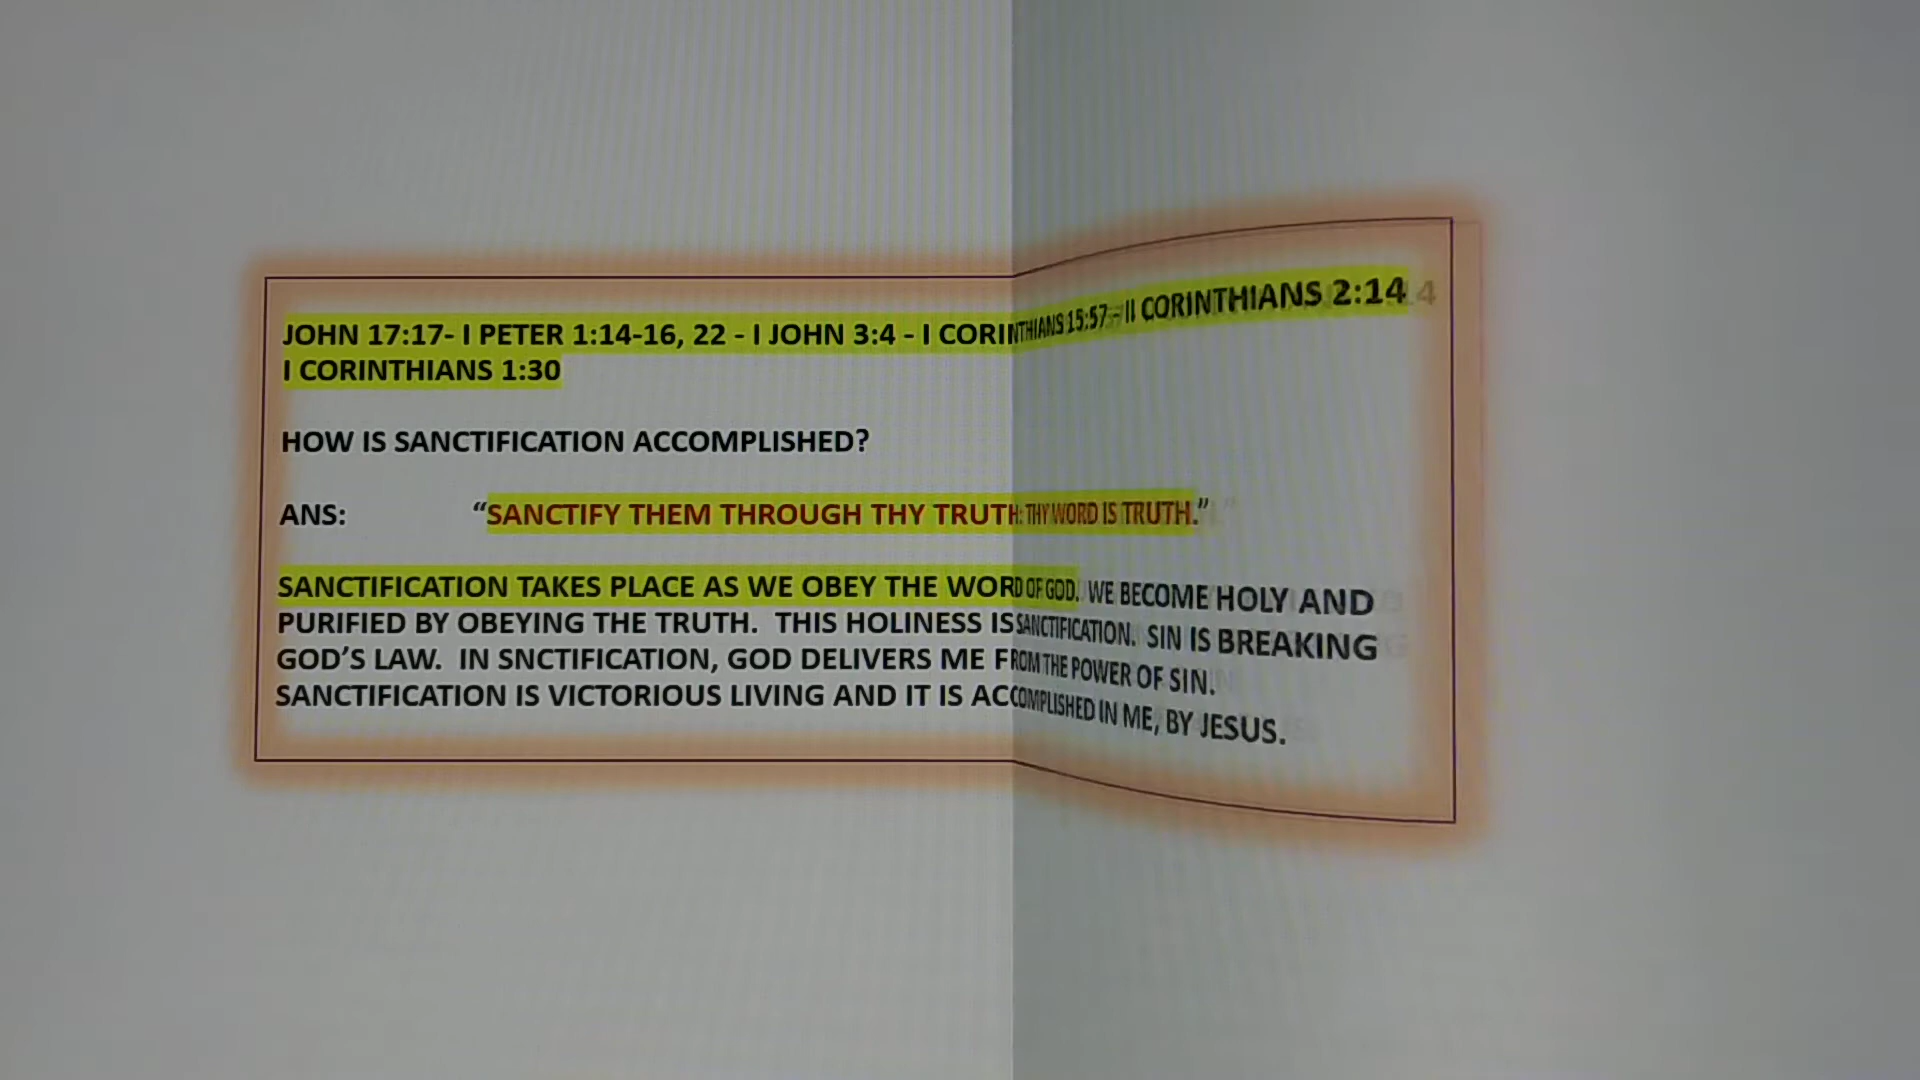 JOHN 17:17- I PETER 1:14-16, 22 - I JOHN 3:4 - I CORINTHIANS 15:57 - II CORINTHIANS 2:14
I CORINTHIANS 1:30
HOW IS SANCTIFICATION ACCOMPLISHED?
ANS: “SANCTIFY THEM THROUGH THY TRUTH: THY WORD IS TRUTH.”
SANCTIFICATION TAKES PLACE AS WE OBEY THE WORD OF GOD. WE BECOME HOLY AND
PURIFIED BY OBEYING THE TRUTH. THIS HOLINESS IS SANCTIFICATION. SIN IS BREAKING
GOD’S LAW. IN SNCTIFICATION, GOD DELIVERS ME FROM THE POWER OF SIN.
SANCTIFICATION IS VICTORIOUS LIVING AND IT IS ACCOMPLISHED IN ME, BY JESUS.